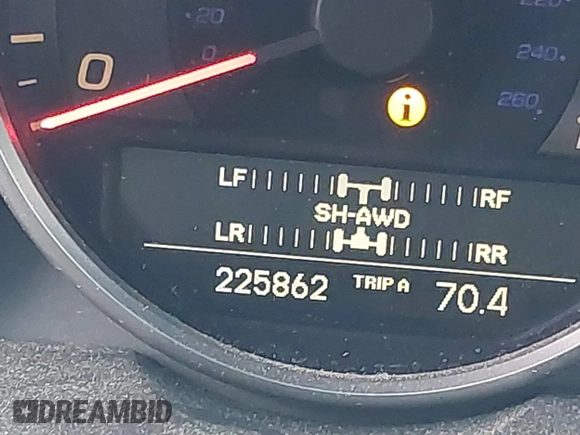 20
0
0
220
240
260
i
LF RF
SH-AWD
LR RR
225862 TRIP A 70.4
DREAMBID